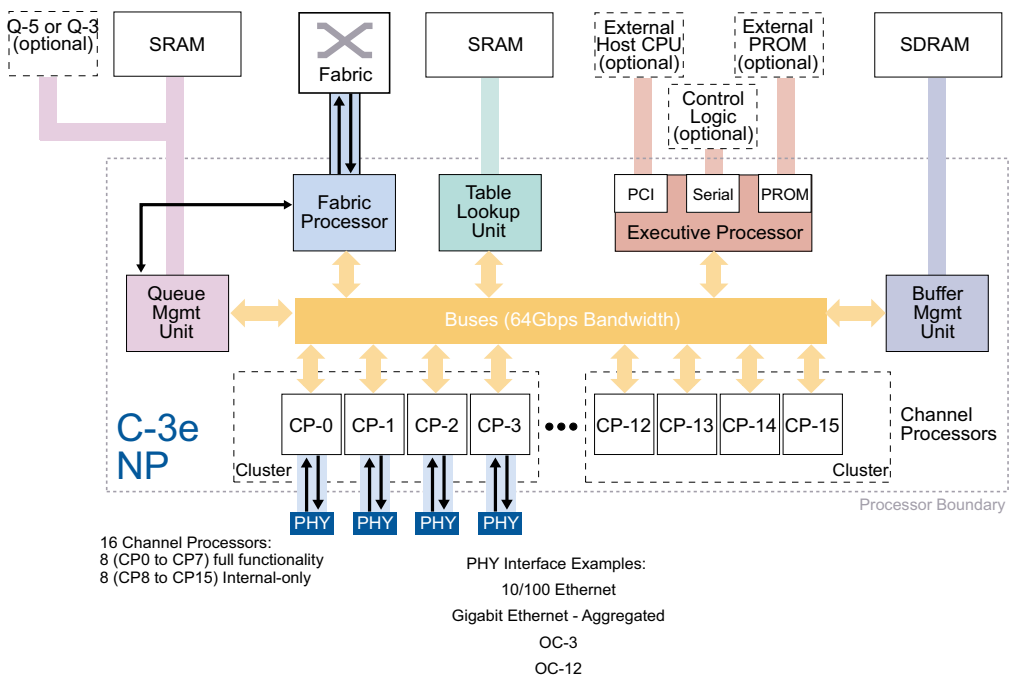 Q-5 or Q-3
(optional)
SRAM
Fabric
SRAM
External
Host CPU
(optional)
External
PROM
(optional)
SDRAM
Control
Logic
(optional)
Fabric
Processor
Table
Lookup
Unit
PCI
Serial
PROM
Executive Processor
Queue
Mgmt
Unit
Buses (64Gbps Bandwidth)
Buffer
Mgmt
Unit
C-3e
NP
CP-0
CP-1
CP-2
CP-3
CP-12
CP-13
CP-14
CP-15
Channel
Processors
Cluster
Cluster
Processor Boundary
PHY
PHY
PHY
PHY
16 Channel Processors:
8 (CP0 to CP7) full functionality
8 (CP8 to CP15) Internal-only
PHY Interface Examples:
10/100 Ethernet
Gigabit Ethernet - Aggregated
OC-3
OC-12